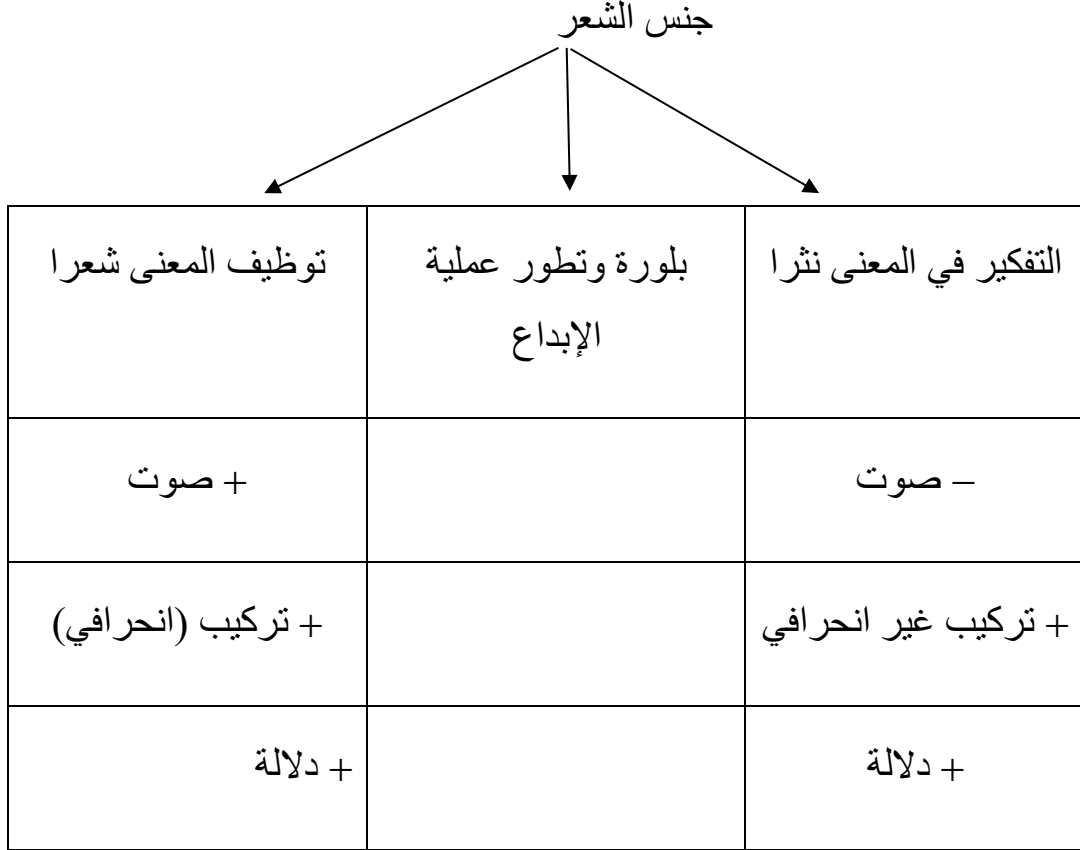 جنس الشعر
التفكير في المعنى نثرا
بلورة وتطور عملية
الإبداع
توظيف المعنى شعرا
– صوت
+ صوت
+ تركيب غير انحرافي
+ تركيب (انحرافي)
+ دلالة
+ دلالة